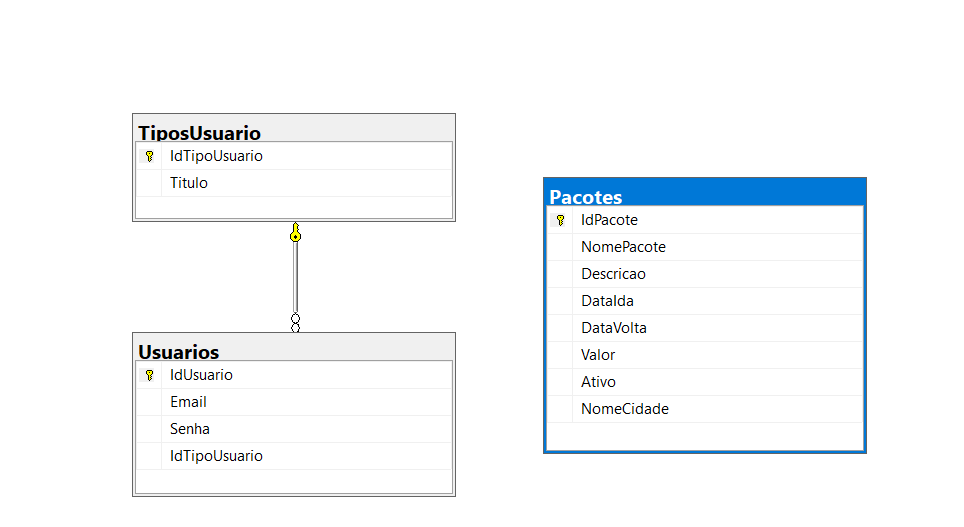 TiposUsuario
IdTipoUsuario
Titulo
Usuarios
IdUsuario
Email
Senha
IdTipoUsuario
Pacotes
IdPacote
NomePacote
Descricao
DataIda
DataVolta
Valor
Ativo
NomeCidade